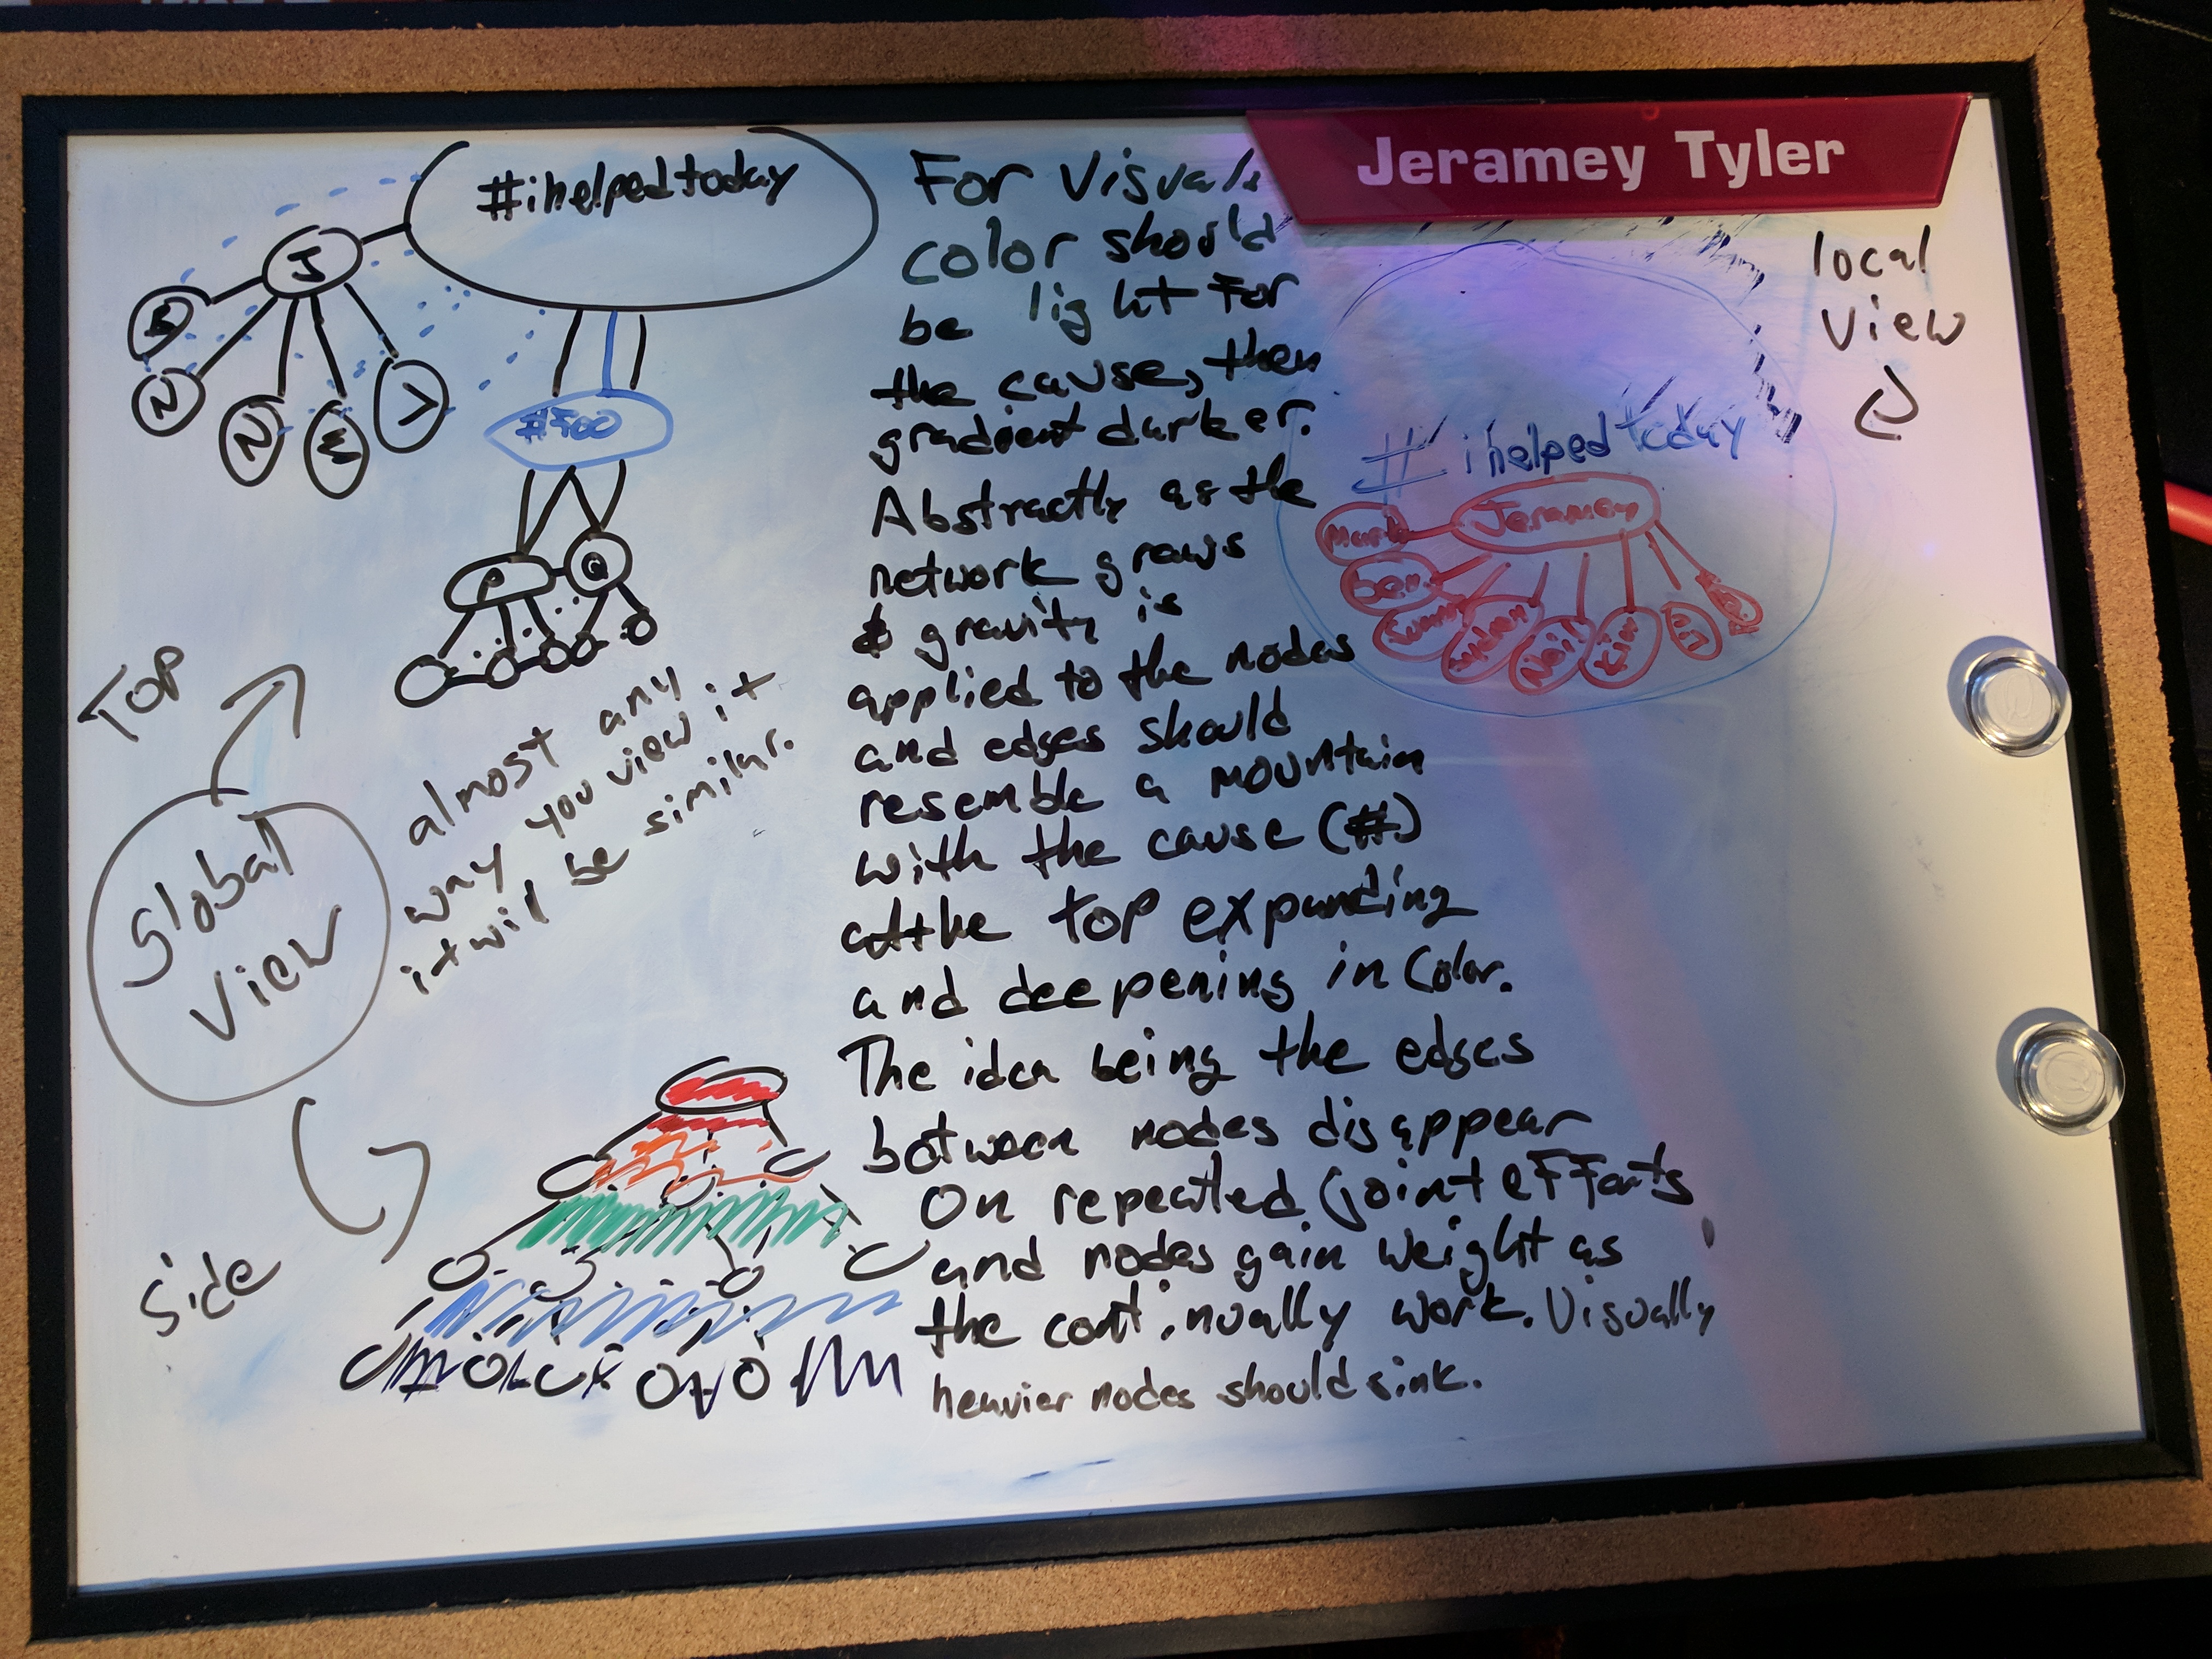 Jeramey Tyler
#ihelpedtoday
J
N
N
#FOO
P
Q
TOP
Global
View
Side
almost any
way you view it
it will be similar.
For Visuals
color should
be light for
the cause, then
gradient darker.
Abstractly as the
network grows
& gravity is
applied to the nodes
and edges should
resemble a mountain
with the cause (#)
at the top expanding
and deepening in color.
The idea being the edges
between nodes disappear
on repeated joint efforts
and nodes gain weight as
the continually work. Visually
heavier nodes should sink.
local
View
#ihelpedtoday
Jeramey
Mark
ben
Neil
Kim